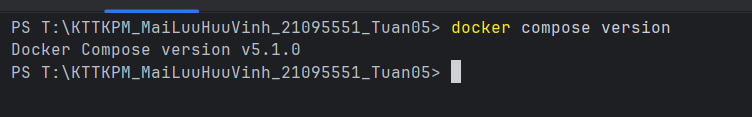 PS T:\KTTKPM_MaiLuuHuuVinh_21095551_Tuan05> docker compose version
Docker Compose version v5.1.0
PS T:\KTTKPM_MaiLuuHuuVinh_21095551_Tuan05>